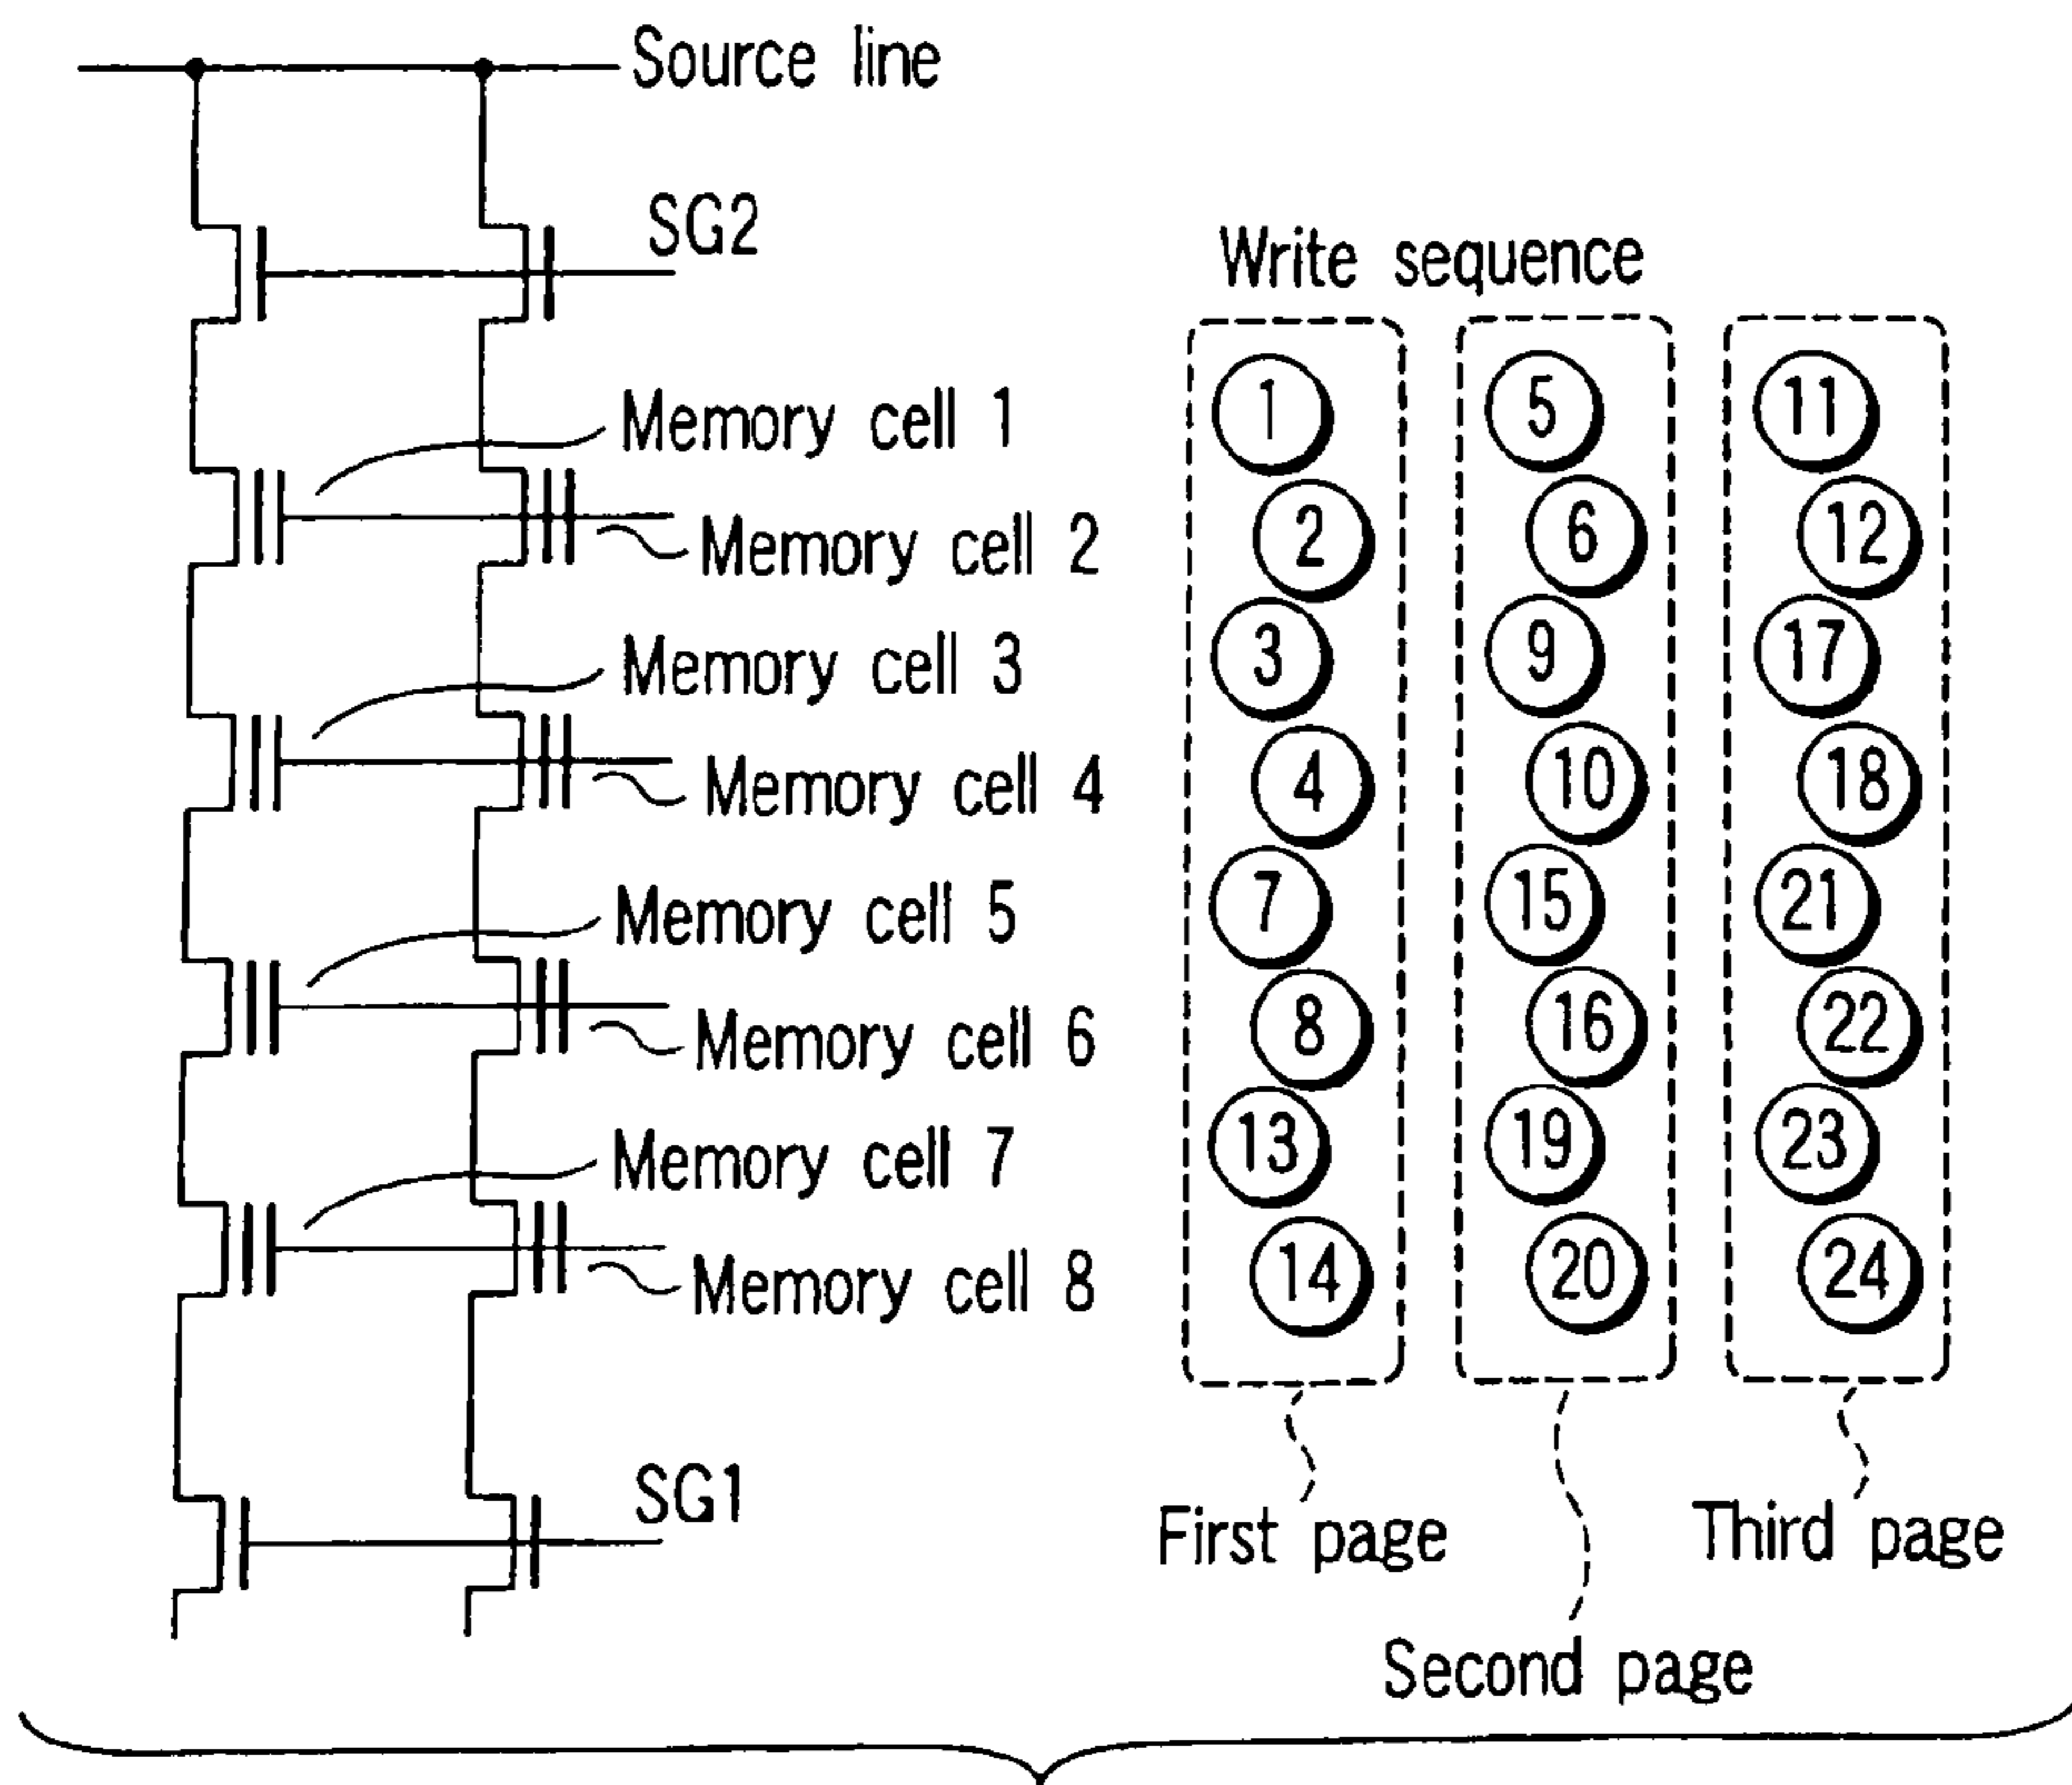 Source line
SG2
Write sequence
Memory cell 1
Memory cell 2
Memory cell 3
Memory cell 4
Memory cell 5
Memory cell 6
Memory cell 7
Memory cell 8
1 5 11
2 6 12
3 9 17
4 10 18
7 15 21
8 16 22
13 19 23
14 20 24
SG1
First page
Third page
Second page